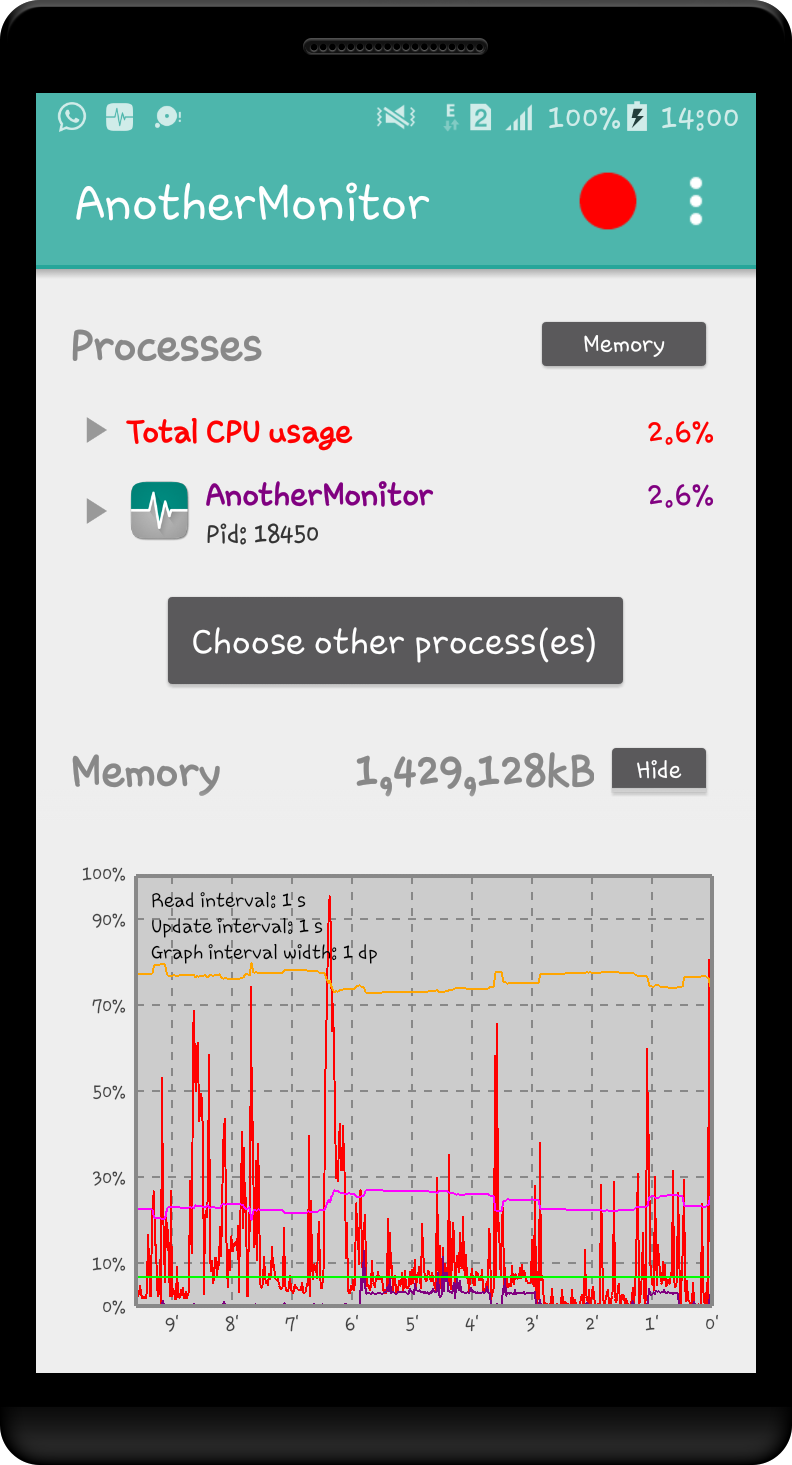 E 2 100% 14:00
AnotherMonitor
Processes Memory
Total CPU usage 2.6%
AnotherMonitor 2.6%
Pid: 18450
Choose other process(es)
Memory 1,429,128kB Hide
100%
Read interval: 1 s
90%
Update interval: 1 s
Graph interval width: 1 dp
70%
50%
30%
10%
0%
9' 8' 7' 6' 5' 4' 3' 2' 1' 0'